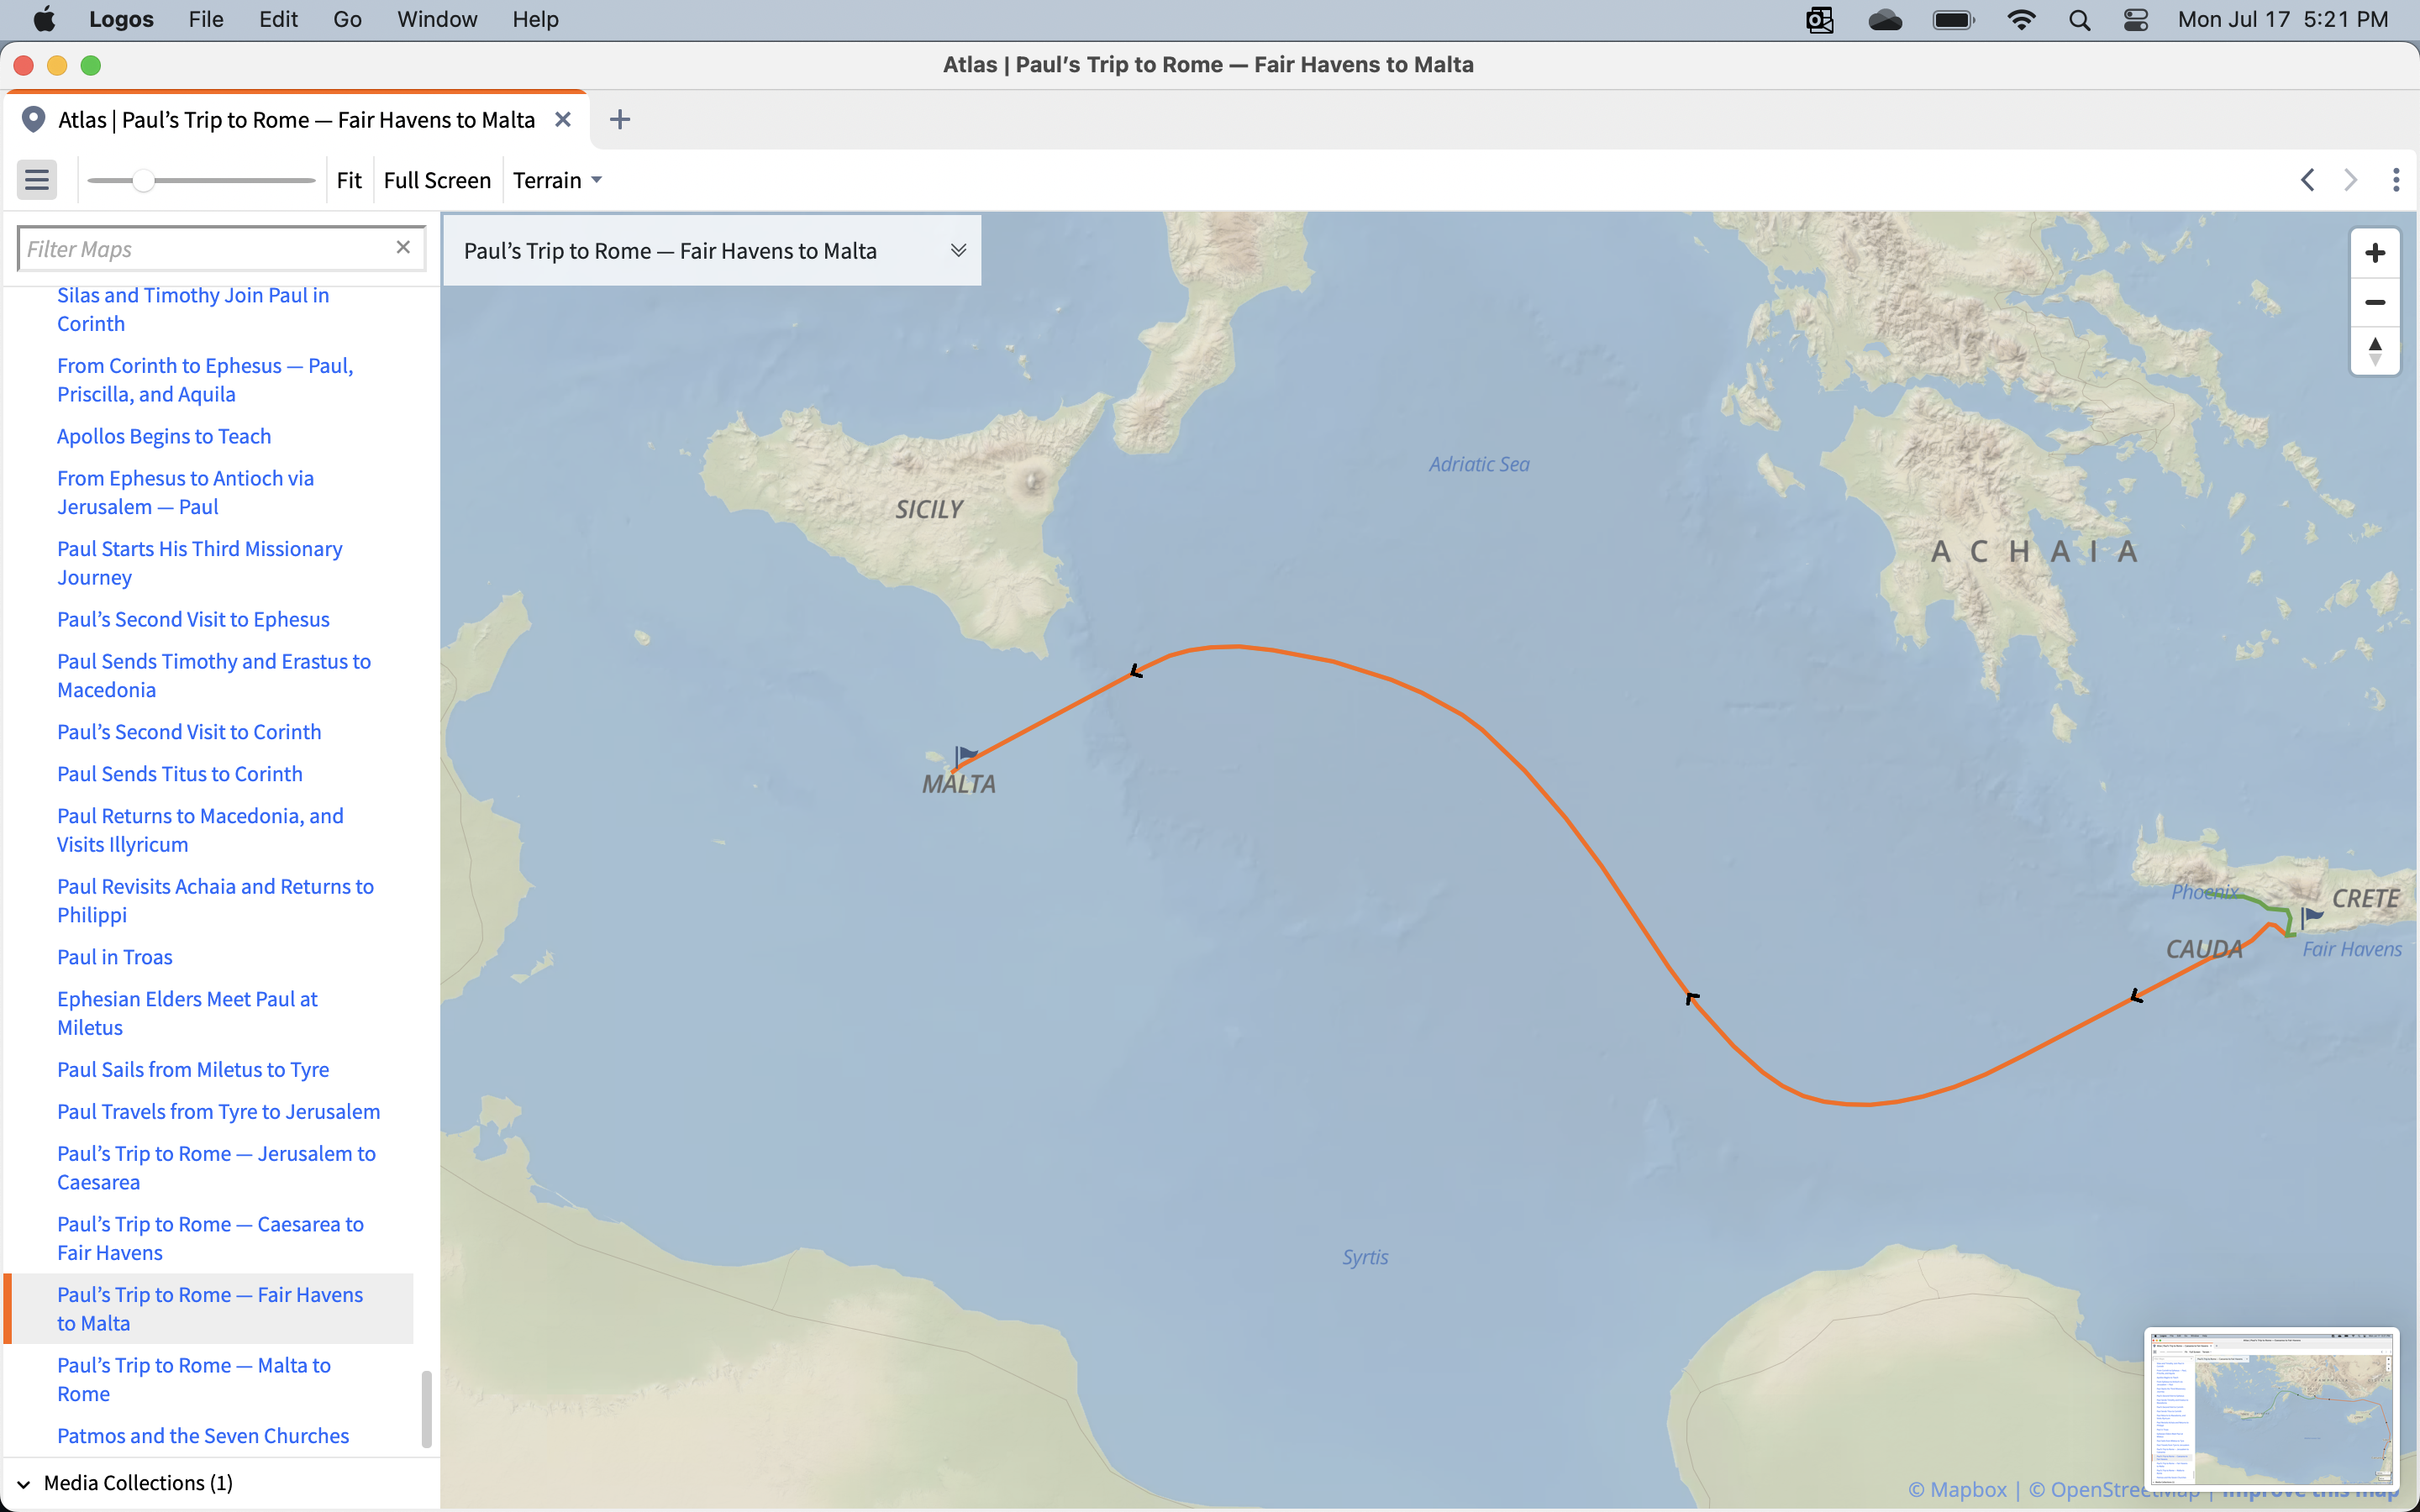 Logos File Edit Go Window Help Mon Jul 17 5:21 PM
Atlas | Paul’s Trip to Rome — Fair Havens to Malta
Atlas | Paul’s Trip to Rome — Fair Havens to Malta
Fit Full Screen Terrain
Filter Maps
Silas and Timothy Join Paul in
Corinth
From Corinth to Ephesus — Paul,
Priscilla, and Aquila
Apollos Begins to Teach
From Ephesus to Antioch via
Jerusalem — Paul
Paul Starts His Third Missionary
Journey
Paul’s Second Visit to Ephesus
Paul Sends Timothy and Erastus to
Macedonia
Paul’s Second Visit to Corinth
Paul Sends Titus to Corinth
Paul Returns to Macedonia, and
Visits Illyricum
Paul Revisits Achaia and Returns to
Philippi
Paul in Troas
Ephesian Elders Meet Paul at
Miletus
Paul Sails from Miletus to Tyre
Paul Travels from Tyre to Jerusalem
Paul’s Trip to Rome — Jerusalem to
Caesarea
Paul’s Trip to Rome — Caesarea to
Fair Havens
Paul’s Trip to Rome — Fair Havens
to Malta
Paul’s Trip to Rome — Malta to
Rome
Patmos and the Seven Churches
Media Collections (1)
Paul’s Trip to Rome — Fair Havens to Malta
Adriatic Sea
SICILY
ACHAIA
MALTA
Phoenix
CRETE
CAUDA
Fair Havens
Syrtis
© Mapbox | © OpenStreetMap | Improve this map